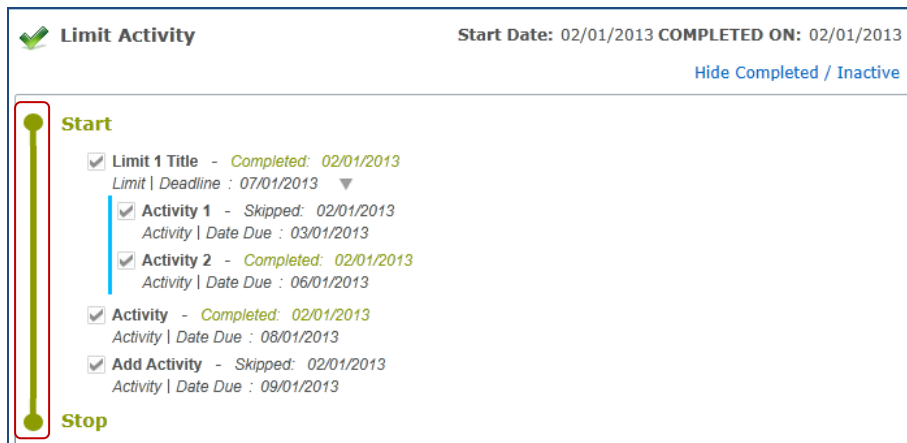 Limit Activity Start Date: 02/01/2013 COMPLETED ON: 02/01/2013
Hide Completed / Inactive
Start
Limit 1 Title - Completed: 02/01/2013
Limit | Deadline : 07/01/2013
Activity 1 - Skipped: 02/01/2013
Activity | Date Due : 03/01/2013
Activity 2 - Completed: 02/01/2013
Activity | Date Due : 06/01/2013
Activity - Completed: 02/01/2013
Activity | Date Due : 08/01/2013
Add Activity - Skipped: 02/01/2013
Activity | Date Due : 09/01/2013
Stop